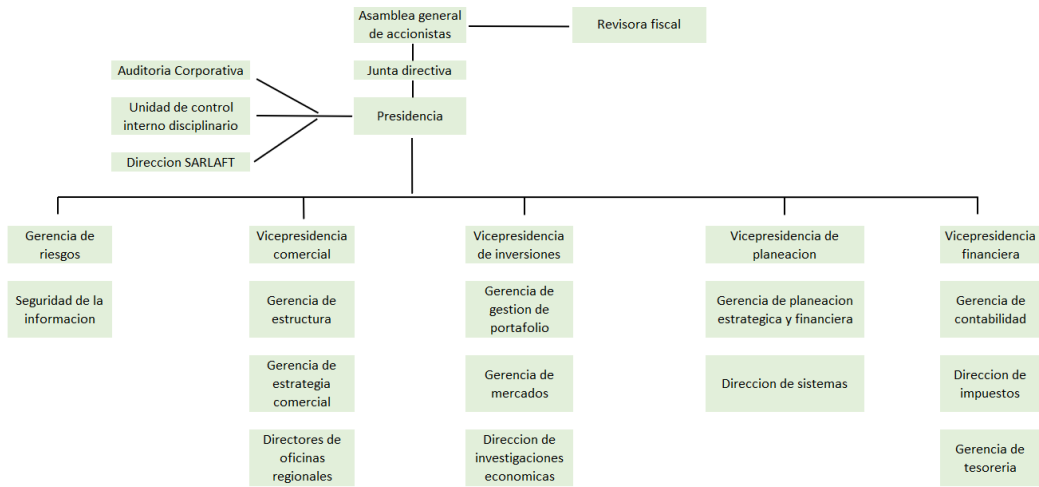 Asamblea general
de accionistas
Revisora fiscal
Auditoria Corporativa
Junta directiva
Unidad de control
interno disciplinario
Presidencia
Direccion SARLAFT
Gerencia de
riesgos
Vicepresidencia
comercial
Vicepresidencia
de inversiones
Vicepresidencia de
planeacion
Vicepresidencia
financiera
Seguridad de la
informacion
Gerencia de
estructura
Gerencia de
gestion de
portafolio
Gerencia de planeacion
estrategica y financiera
Gerencia de
contabilidad
Gerencia de
estrategia
comercial
Gerencia de
mercados
Direccion de sistemas
Direccion de
impuestos
Directores de
oficinas
regionales
Direccion de
investigaciones
economicas
Gerencia de
tesoreria